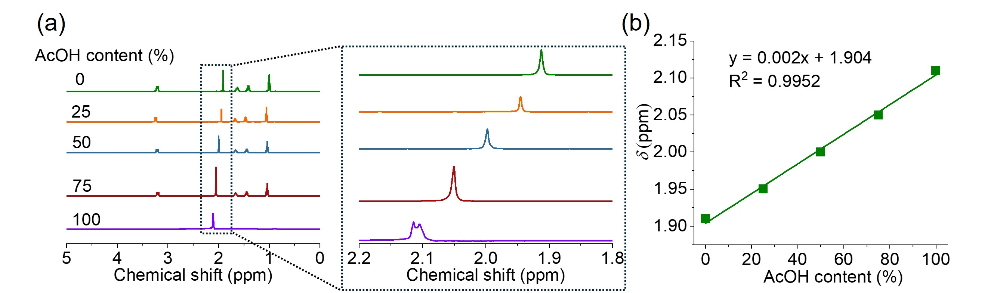 (a)
AcOH content (%)
0
25
50
75
100
5 4 3 2 1 0
Chemical shift (ppm)
2.2 2.1 2.0 1.9 1.8
Chemical shift (ppm)
(b)
2.15
2.10
2.05
2.00
1.95
1.90
δ (ppm)
y = 0.002x + 1.904
R² = 0.9952
0 20 40 60 80 100
AcOH content (%)